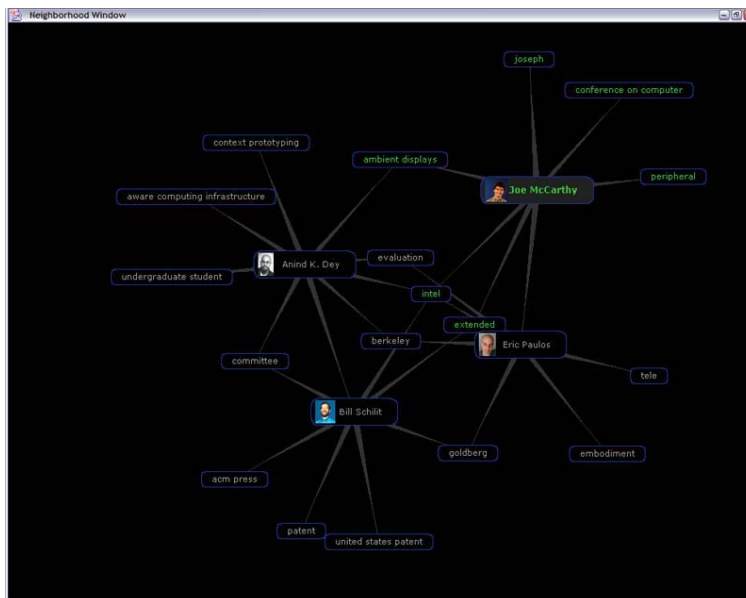 Neighborhood Window
joseph
conference on computer
context prototyping
ambient displays
peripheral
Joe McCarthy
aware computing infrastructure
evaluation
Anind K. Dey
undergraduate student
intel
extended
berkeley
Eric Paulos
committee
tele
Bill Schilit
goldberg
embodiment
acm press
patent
united states patent